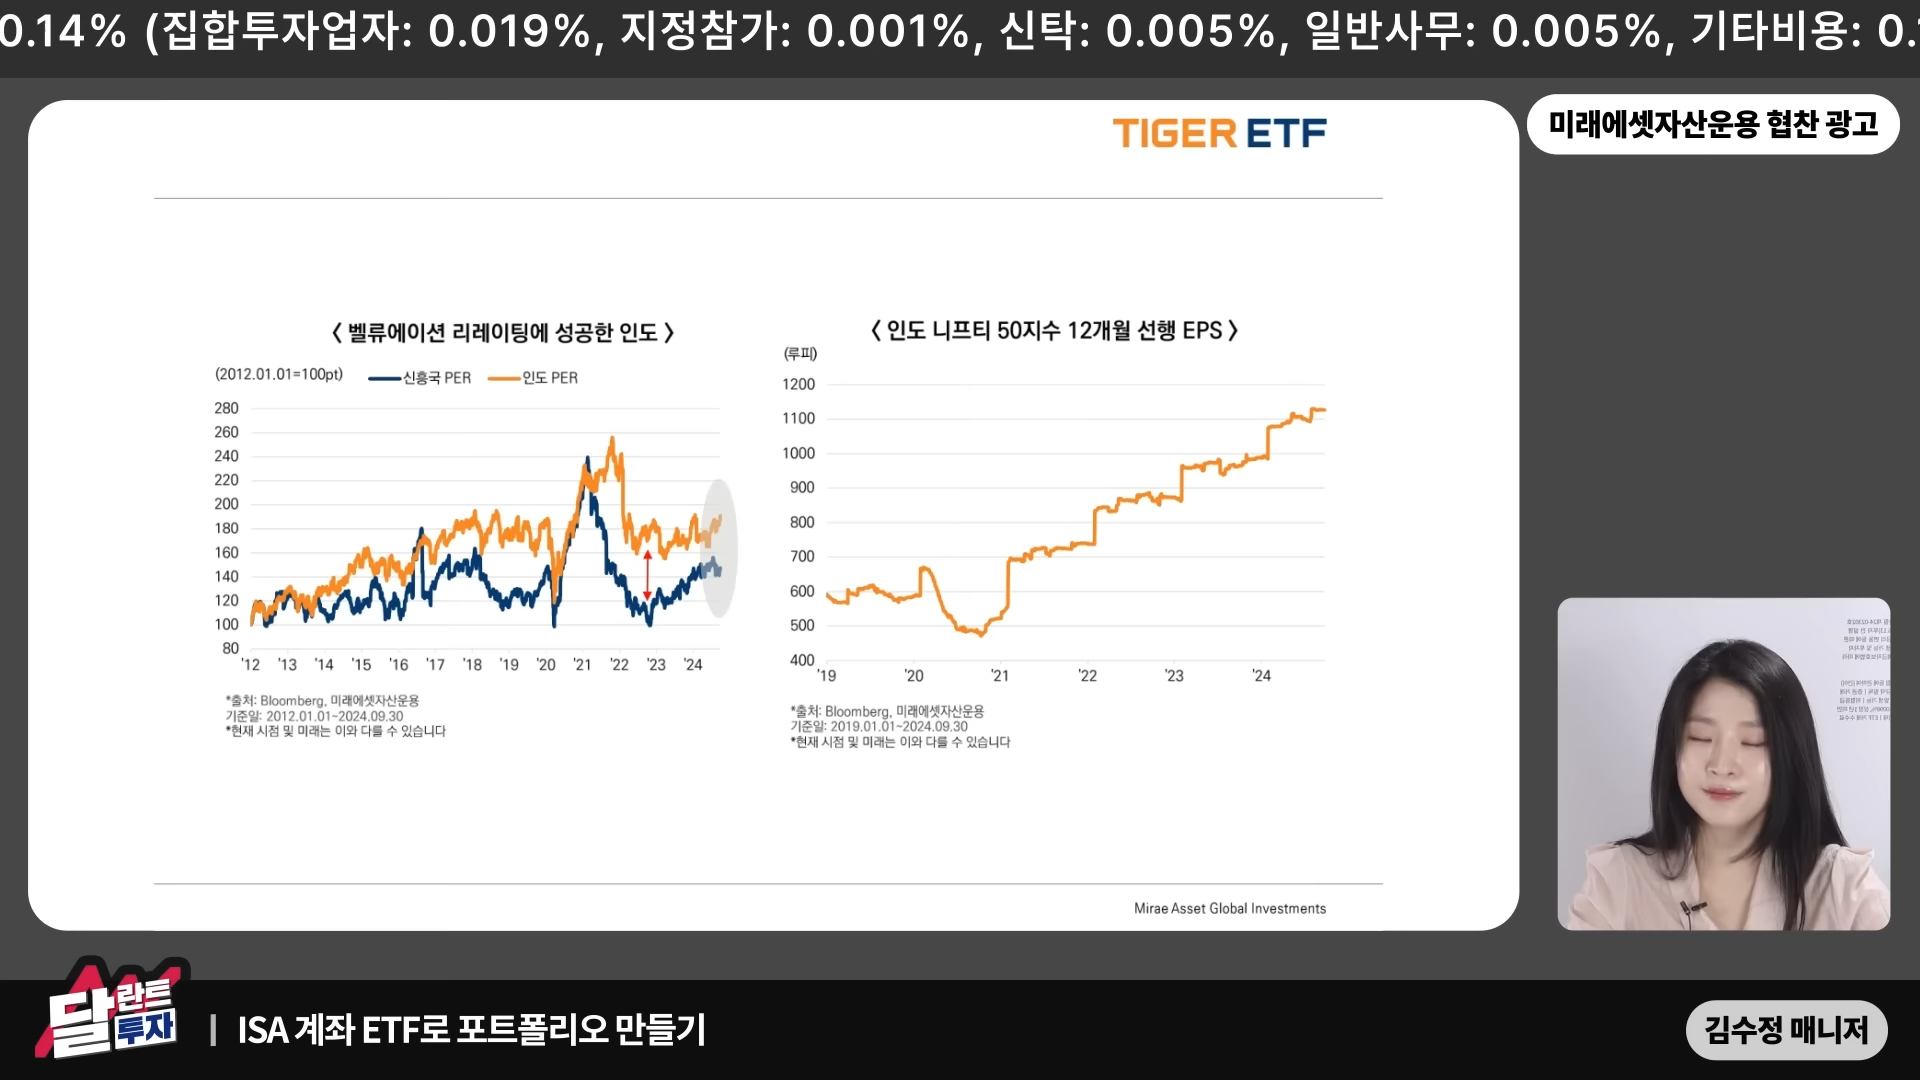 0.14% (집합투자업자: 0.019%, 지정참가: 0.001%, 신탁: 0.005%, 일반사무: 0.005%, 기타비용: 0.
미래에셋자산운용 협찬 광고
TIGER ETF
〈 벨류에이션 리레이팅에 성공한 인도 〉
(2012.01.01=100pt)
신흥국 PER
인도 PER
280
260
240
220
200
180
160
140
120
100
80
'12 '13 '14 '15 '16 '17 '18 '19 '20 '21 '22 '23 '24
*출처: Bloomberg, 미래에셋자산운용
기준일: 2012.01.01~2024.09.30
*현재 시점 및 미래는 이와 다를 수 있습니다
〈 인도 니프티 50지수 12개월 선행 EPS 〉
(루피)
1200
1100
1000
900
800
700
600
500
400
'19 '20 '21 '22 '23 '24
*출처: Bloomberg, 미래에셋자산운용
기준일: 2019.01.01~2024.09.30
*현재 시점 및 미래는 이와 다를 수 있습니다
Mirae Asset Global Investments
달란트투자
| ISA 계좌 ETF로 포트폴리오 만들기
김수정 매니저